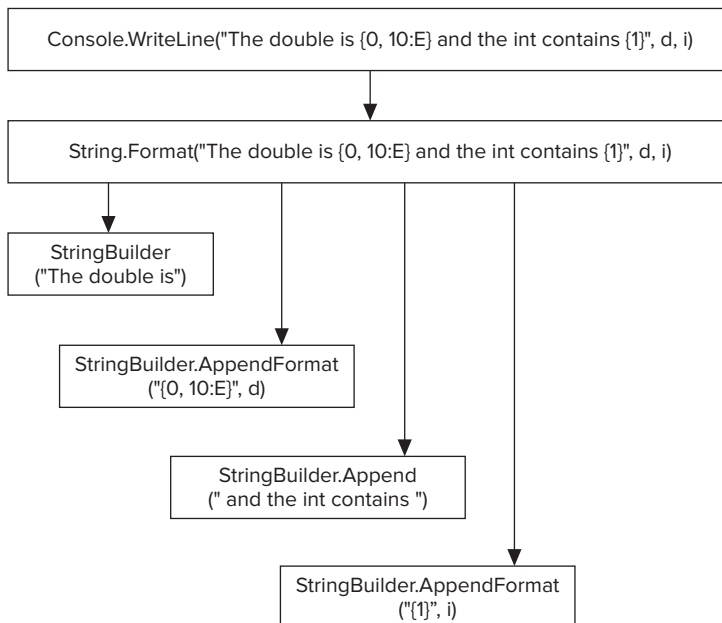 Console.WriteLine("The double is {0, 10:E} and the int contains {1}", d, i)
String.Format("The double is {0, 10:E} and the int contains {1}", d, i)
StringBuilder
("The double is")
StringBuilder.AppendFormat
("{0, 10:E}", d)
StringBuilder.Append
(" and the int contains ")
StringBuilder.AppendFormat
("{1}”, i)